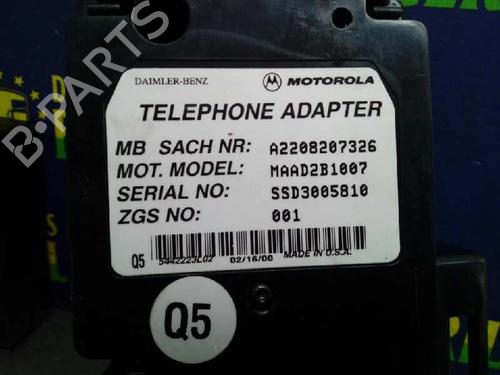 DAIMLER-BENZ MOTOROLA
TELEPHONE ADAPTER
MB SACH NR: A2208207326
MOT. MODEL: MAAD2B1007
SERIAL NO: SSD3005810
ZGS NO: 001
Q5 5442223L02 02/16/00 MADE IN U.S.A.
Q5
B-PARTS